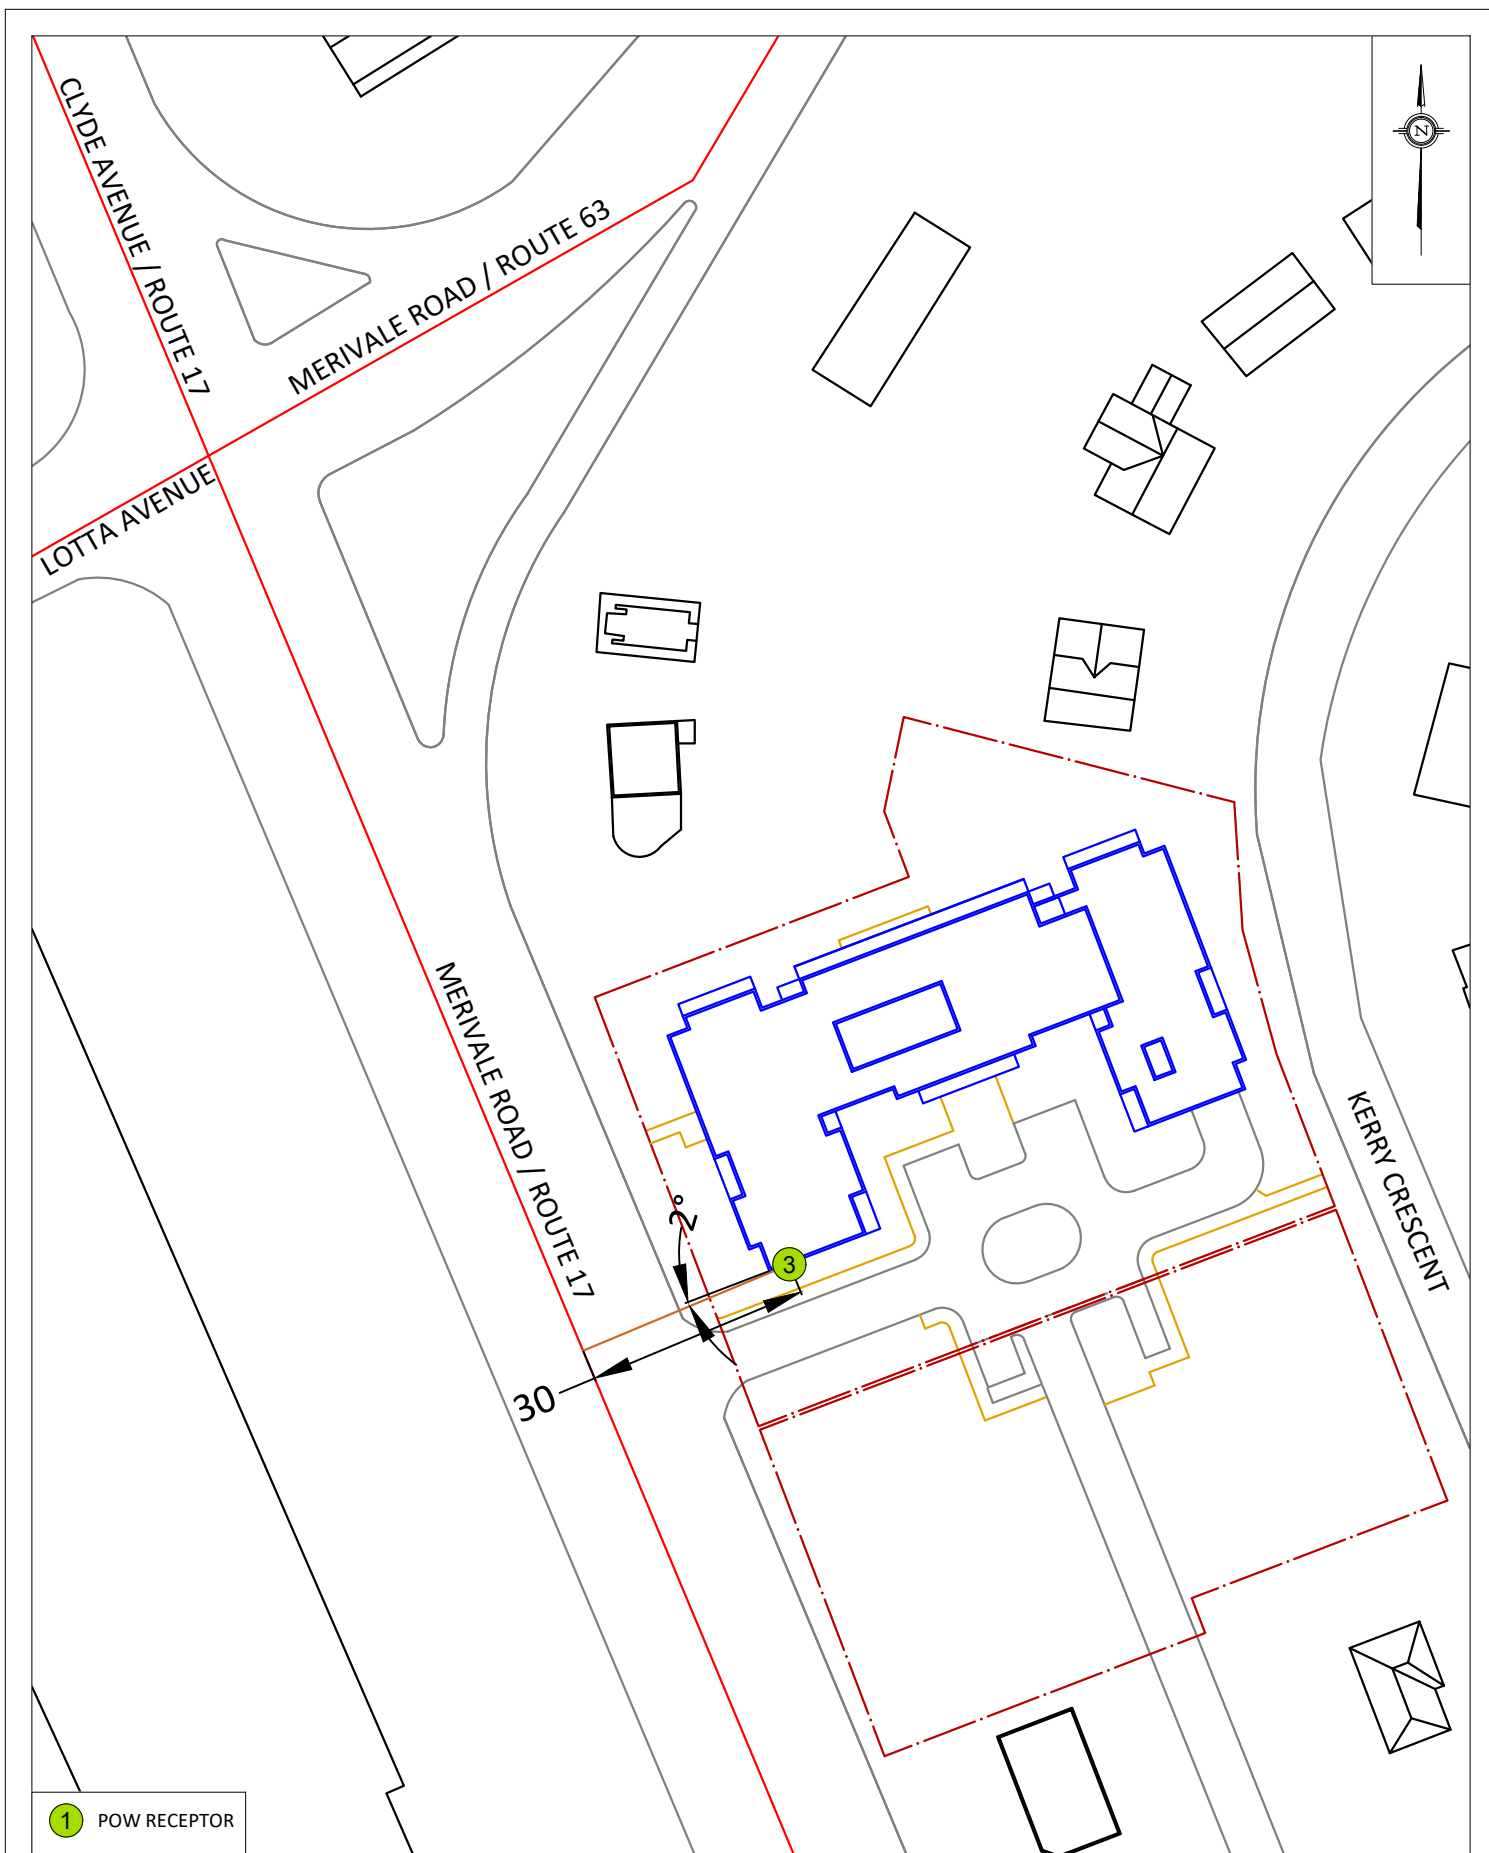 CLYDE AVENUE / ROUTE 17
MERIVALE ROAD / ROUTE 63
N
LOTTA AVENUE
MERIVALE ROAD / ROUTE 17
KERRY CRESCENT
2°
3
30
1 POW RECEPTOR